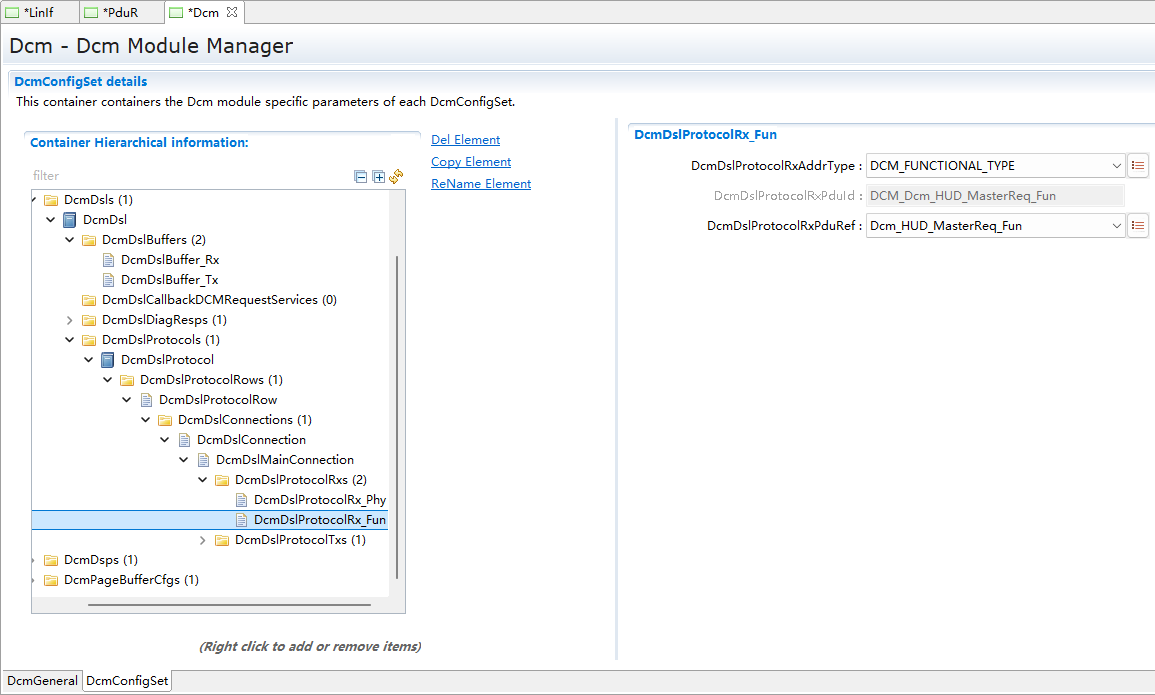 *LinIf *PduR *Dcm
Dcm - Dcm Module Manager
DcmConfigSet details
This container containers the Dcm module specific parameters of each DcmConfigSet.
Container Hierarchical information:
filter
DcmDsls (1)
DcmDsl
DcmDslBuffers (2)
DcmDslBuffer_Rx
DcmDslBuffer_Tx
DcmDslCallbackDCMRequestServices (0)
DcmDslDiagResps (1)
DcmDslProtocols (1)
DcmDslProtocol
DcmDslProtocolRows (1)
DcmDslProtocolRow
DcmDslConnections (1)
DcmDslConnection
DcmDslMainConnection
DcmDslProtocolRxs (2)
DcmDslProtocolRx_Phy
DcmDslProtocolRx_Fun
DcmDslProtocolTxs (1)
DcmDsps (1)
DcmPageBufferCfgs (1)
(Right click to add or remove items)
Del Element
Copy Element
ReName Element
DcmDslProtocolRx_Fun
DcmDslProtocolRxAddrType : DCM_FUNCTIONAL_TYPE
DcmDslProtocolRxPduId : DCM_Dcm_HUD_MasterReq_Fun
DcmDslProtocolRxPduRef : Dcm_HUD_MasterReq_Fun
DcmGeneral DcmConfigSet